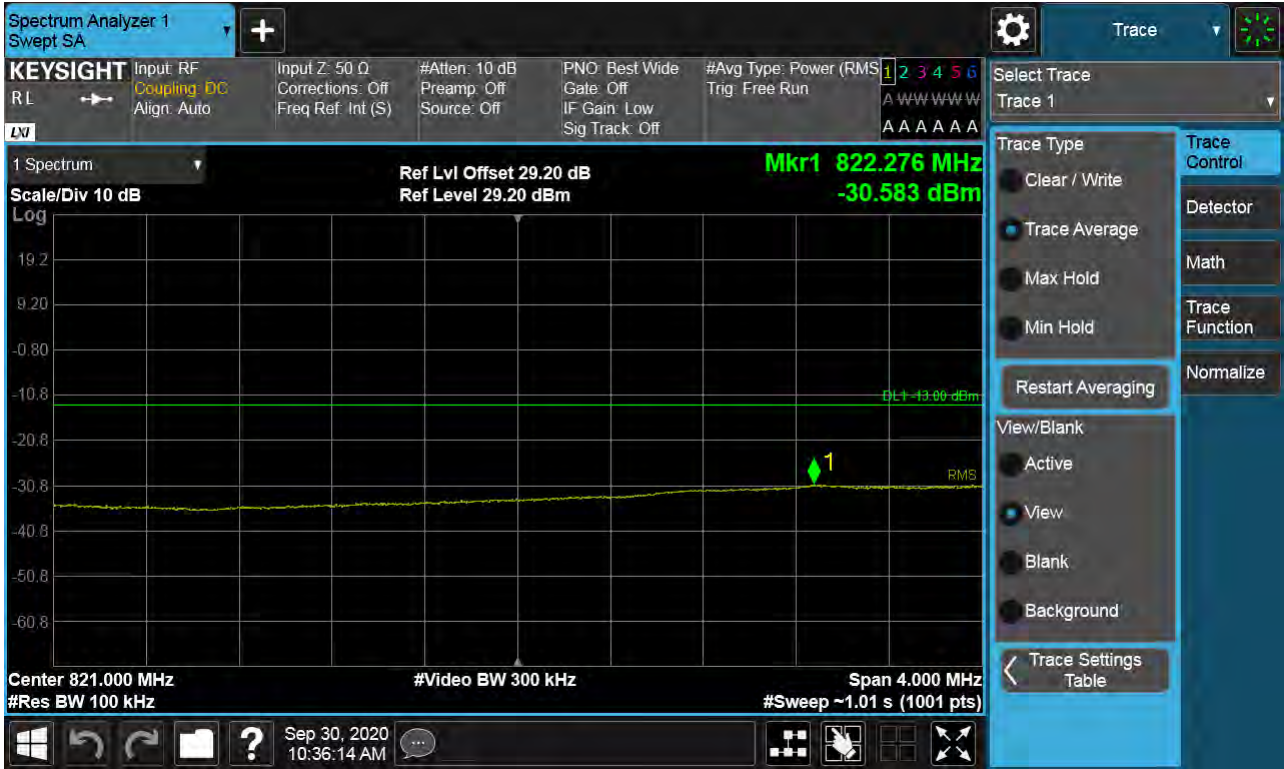 Spectrum Analyzer 1
Swept SA
+
Trace
KEYSIGHT
RL
LXI
Input: RF
Coupling: DC
Align: Auto
Input Z: 50 Ω
Corrections: Off
Freq Ref: Int (S)
#Atten: 10 dB
Preamp: Off
Source: Off
PNO: Best Wide
Gate: Off
IF Gain: Low
Sig Track: Off
#Avg Type: Power (RMS
Trig: Free Run
1 2 3 4 5 6
A W W W W W
A A A A A A
Select Trace
Trace 1
1 Spectrum
Scale/Div 10 dB
Log
Ref Lvl Offset 29.20 dB
Ref Level 29.20 dBm
Mkr1 822.276 MHz
-30.583 dBm
19.2
9.20
-0.80
-10.8
-20.8
-30.8
-40.8
-50.8
-60.8
DL1 -13.00 dBm
1
RMS
Center 821.000 MHz
#Res BW 100 kHz
#Video BW 300 kHz
Span 4.000 MHz
#Sweep ~1.01 s (1001 pts)
Trace Type
Clear / Write
Trace Average
Max Hold
Min Hold
Restart Averaging
View/Blank
Active
View
Blank
Background
Trace Settings
Table
Trace
Control
Detector
Math
Trace
Function
Normalize
?
Sep 30, 2020
10:36:14 AM